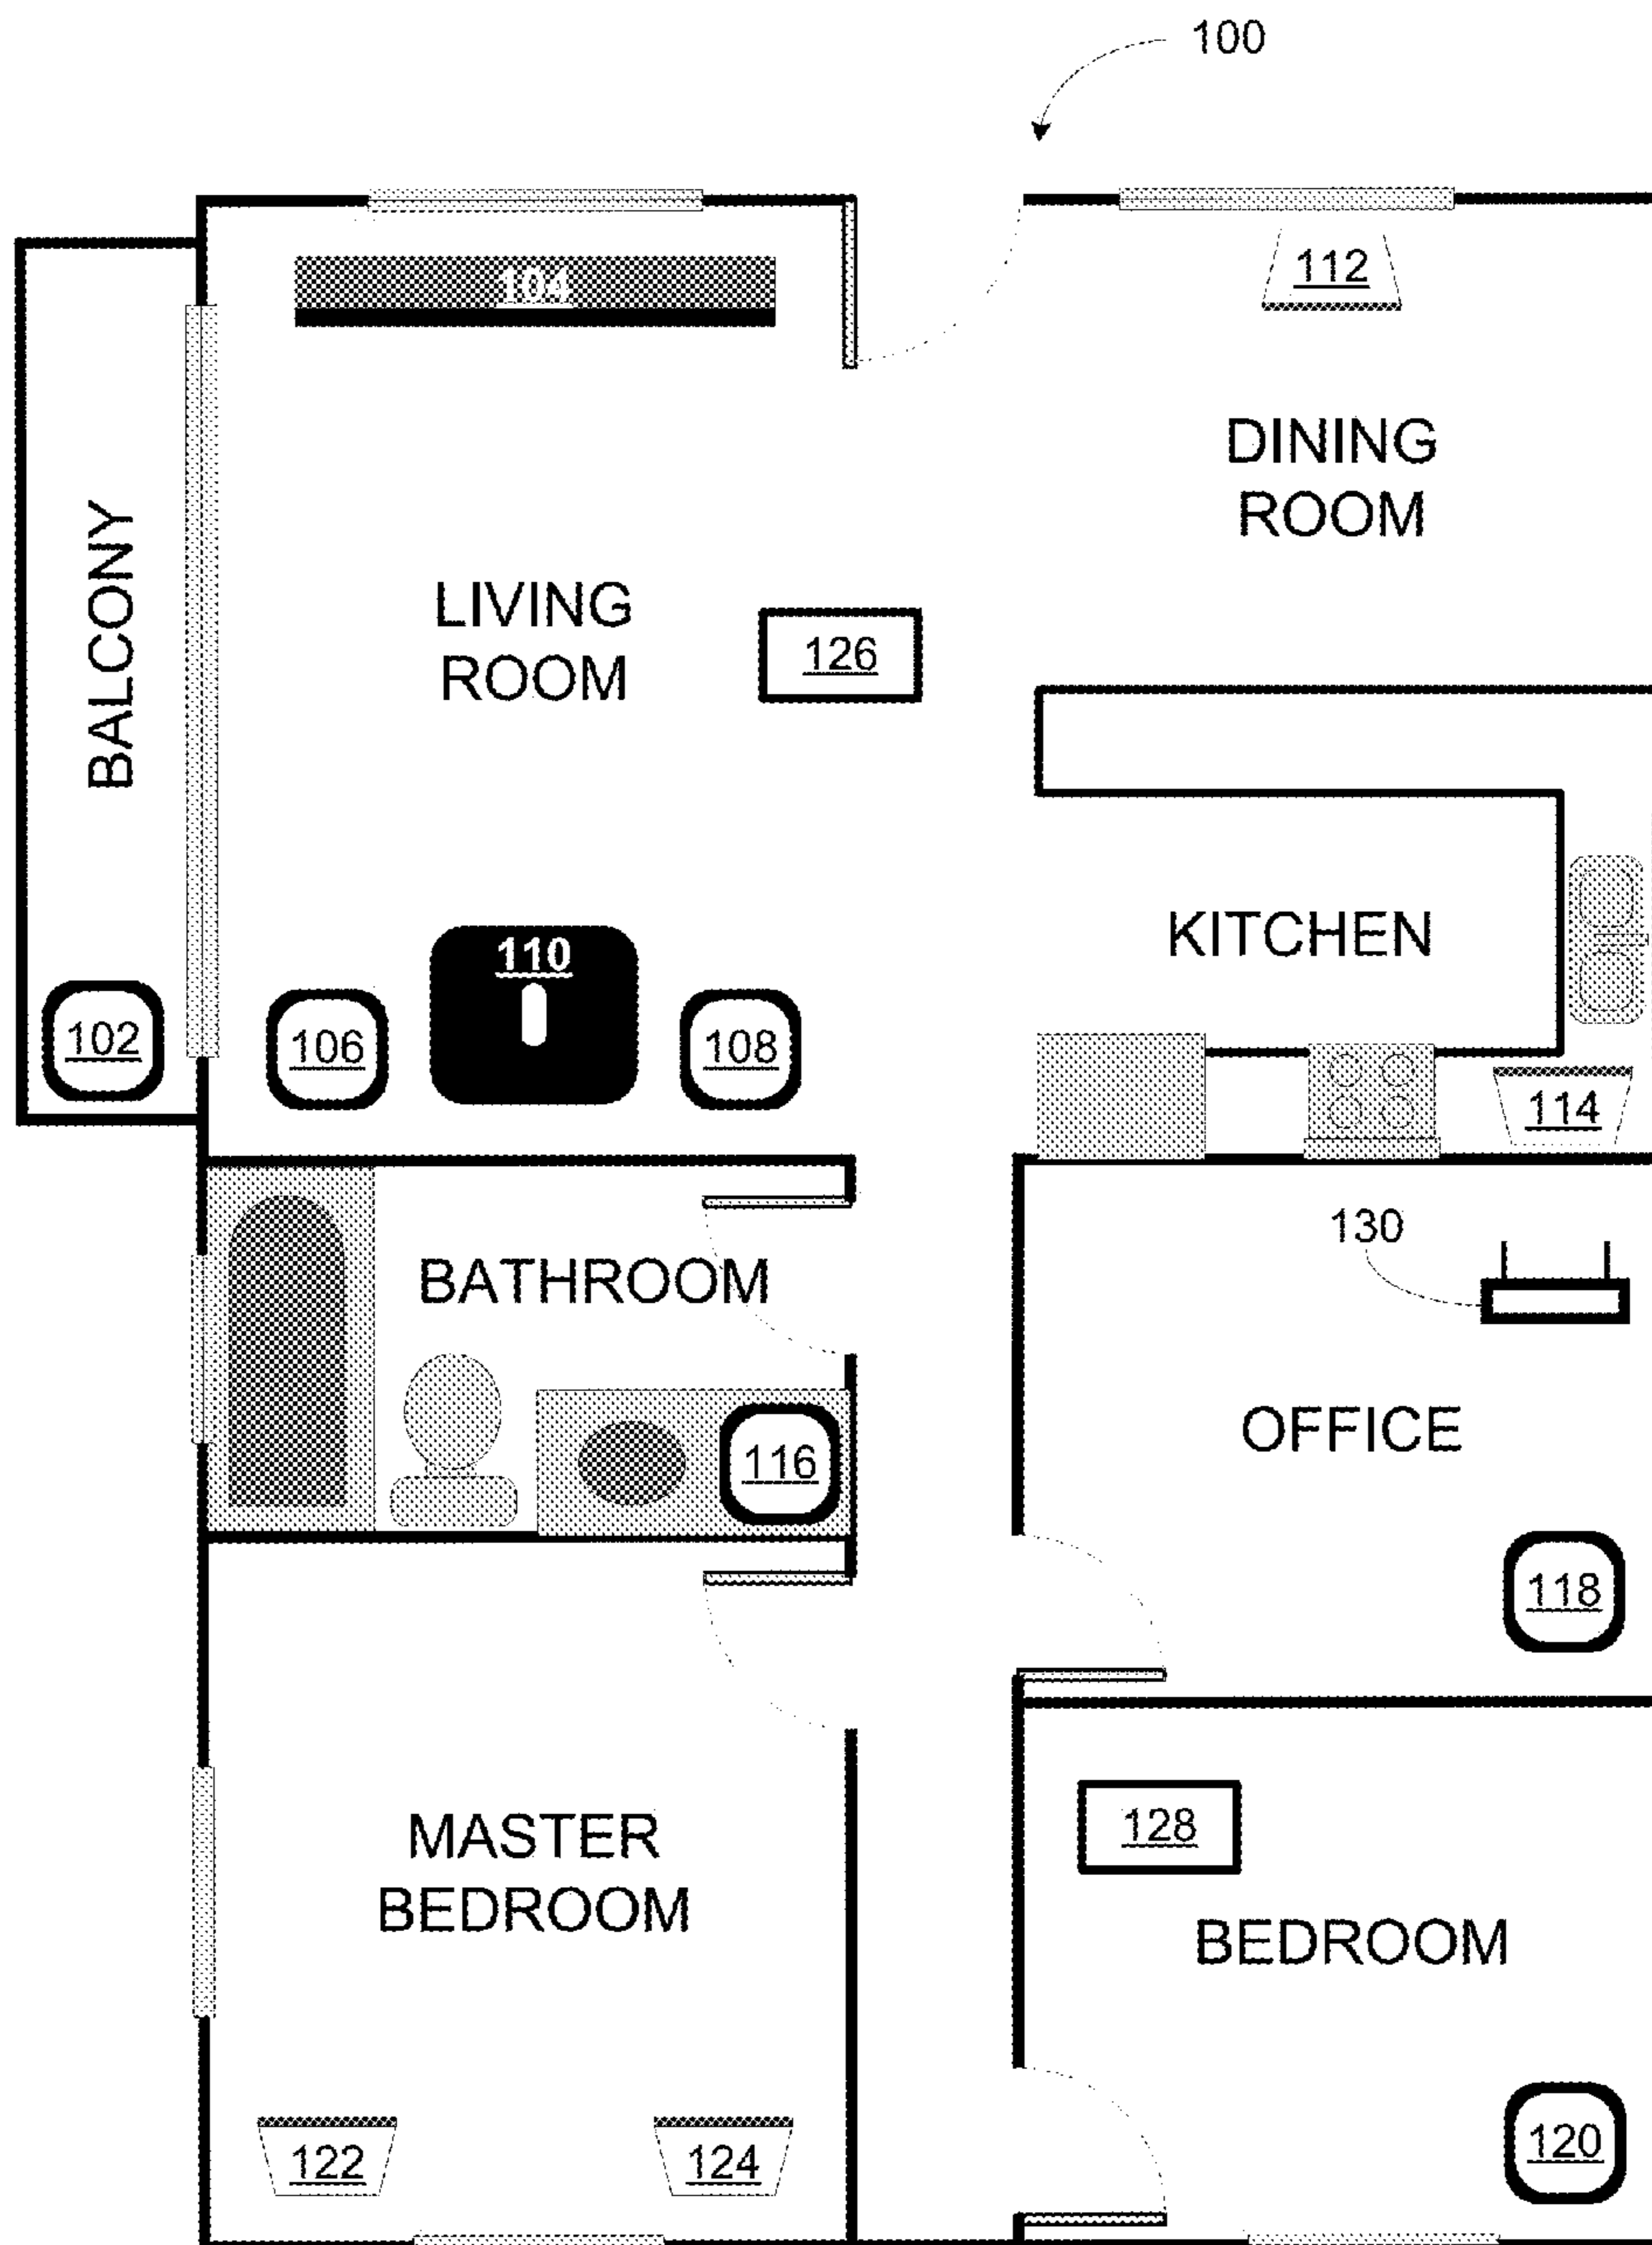 100
104
112
DINING
ROOM
BALCONY
LIVING
ROOM
126
KITCHEN
110
102
106
108
114
130
BATHROOM
OFFICE
116
118
MASTER
BEDROOM
128
BEDROOM
122
124
120